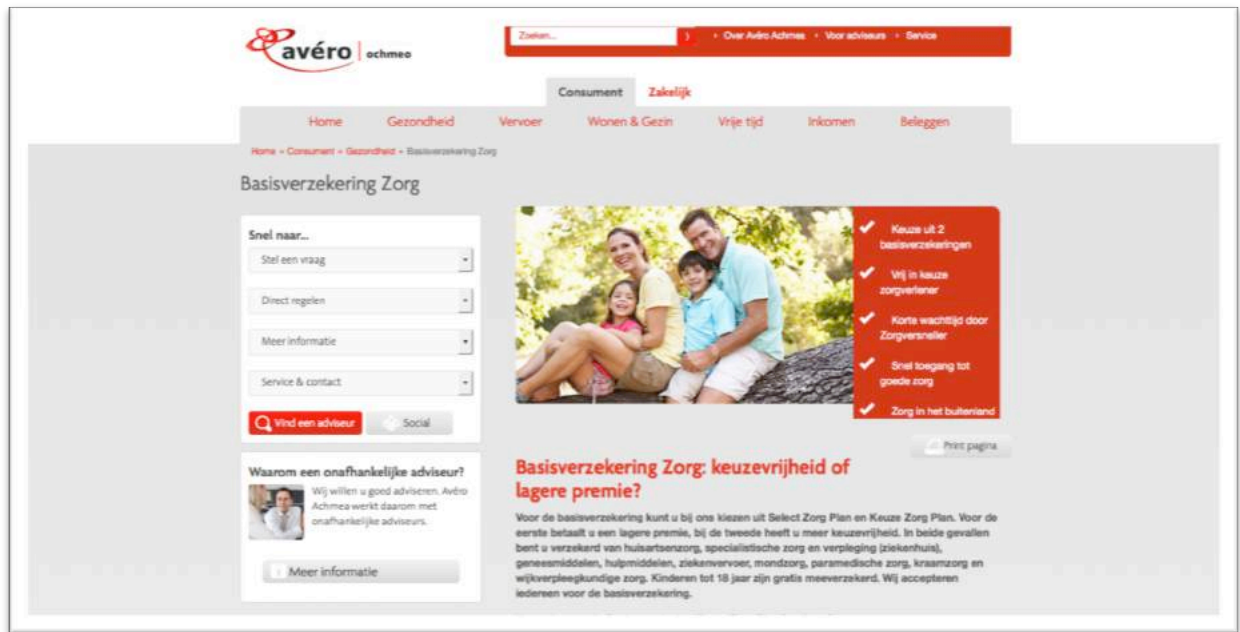 avéro achmea
Zoeken...
Over Avéro Achmea
Voor adviseurs
Service
Consument
Zakelijk
Home
Gezondheid
Vervoer
Wonen & Gezin
Vrije tijd
Inkomen
Beleggen
Home » Consument » Gezondheid » Basisverzekering Zorg
Basisverzekering Zorg
Snel naar...
Stel een vraag
Direct regelen
Meer informatie
Service & contact
Vind een adviseur
Social
Waarom een onafhankelijke adviseur?
Wij willen u goed adviseren. Avéro
Achmea werkt daarom met
onafhankelijke adviseurs.
Meer informatie
Keuze uit 2
basisverzekeringen
Vrij in keuze
zorgverlener
Korte wachttijd door
Zorgversneller
Snel toegang tot
goede zorg
Zorg in het buitenland
Print pagina
Basisverzekering Zorg: keuzevrijheid of
lagere premie?
Voor de basisverzekering kunt u bij ons kiezen uit Select Zorg Plan en Keuze Zorg Plan. Voor de
eerste betaalt u een lagere premie, bij de tweede heeft u meer keuzevrijheid. In beide gevallen
bent u verzekerd van huisartsenzorg, specialistische zorg en verpleging (ziekenhuis),
geneesmiddelen, hulpmiddelen, ziekenvervoer, mondzorg, paramedische zorg, kraamzorg en
wijkverpleegkundige zorg. Kinderen tot 18 jaar zijn gratis meeverzekerd. Wij accepteren
iedereen voor de basisverzekering.